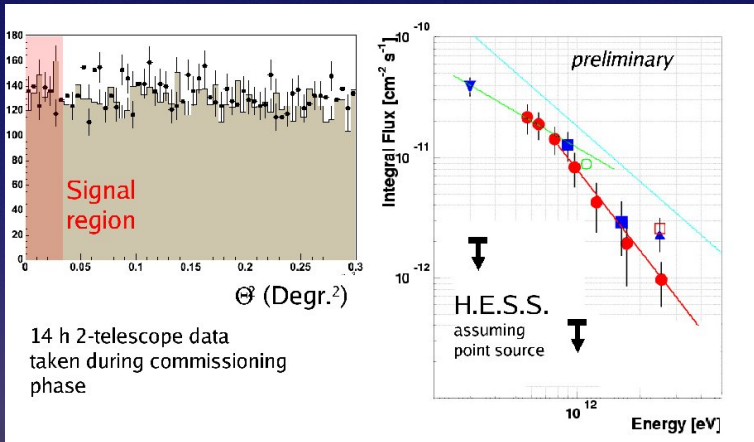 180
160
140
120
100
80
60
40
20
0
Signal
region
0 0.05 0.1 0.15 0.2 0.25 0.3
Θ² (Degr.²)
14 h 2-telescope data
taken during commissioning
phase
Integral Flux [cm⁻² s⁻¹]
10⁻¹⁰
10⁻¹¹
10⁻¹²
preliminary
H.E.S.S.
assuming
point source
10¹²
Energy [eV]